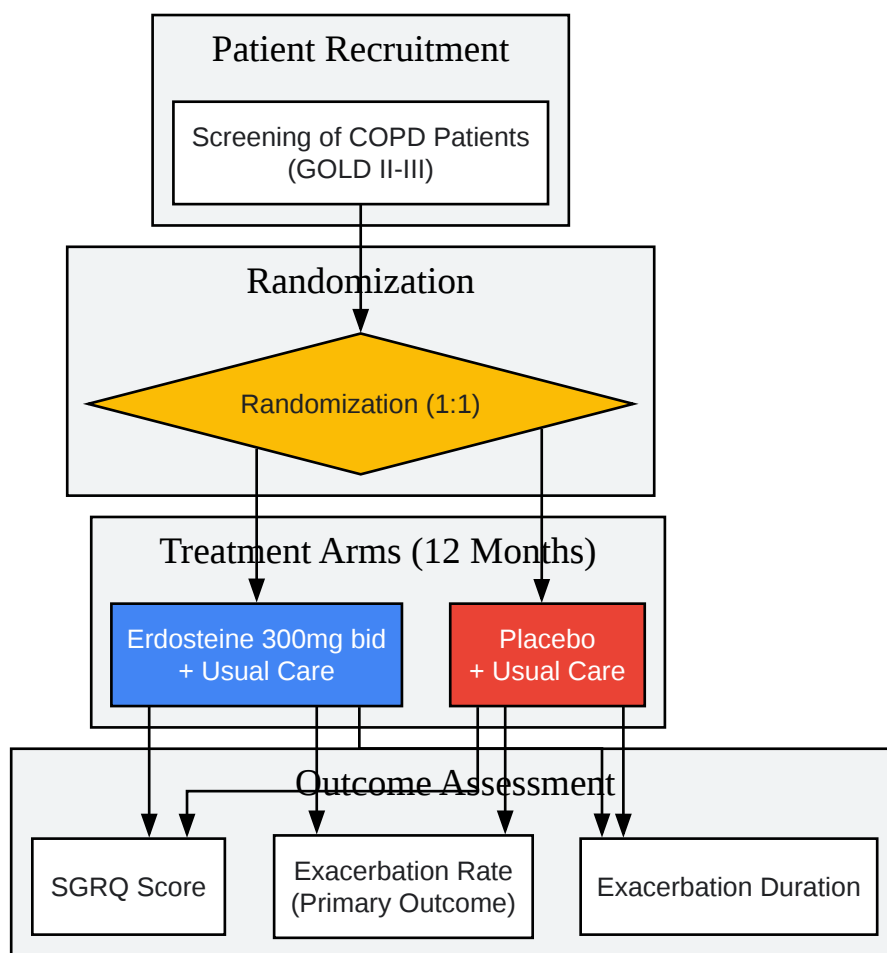 Patient Recruitment
Screening of COPD Patients
(GOLD II-III)
Randomization
Randomization (1:1)
Treatment Arms (12 Months)
Erdosteine 300mg bid
+ Usual Care
Placebo
+ Usual Care
Outcome Assessment
SGRQ Score
Exacerbation Rate
(Primary Outcome)
Exacerbation Duration